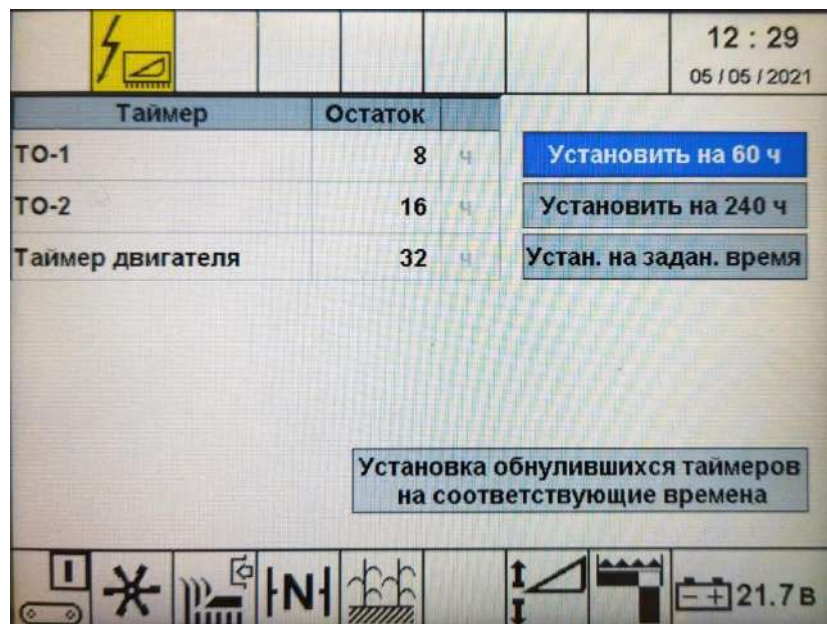 12 : 29
05 / 05 / 2021
Таймер Остаток
ТО-1 8 ч Установить на 60 ч
ТО-2 16 ч Установить на 240 ч
Таймер двигателя 32 ч Устан. на задан. время
Установка обнулившихся таймеров
на соответствующие времена
I N 21.7 В